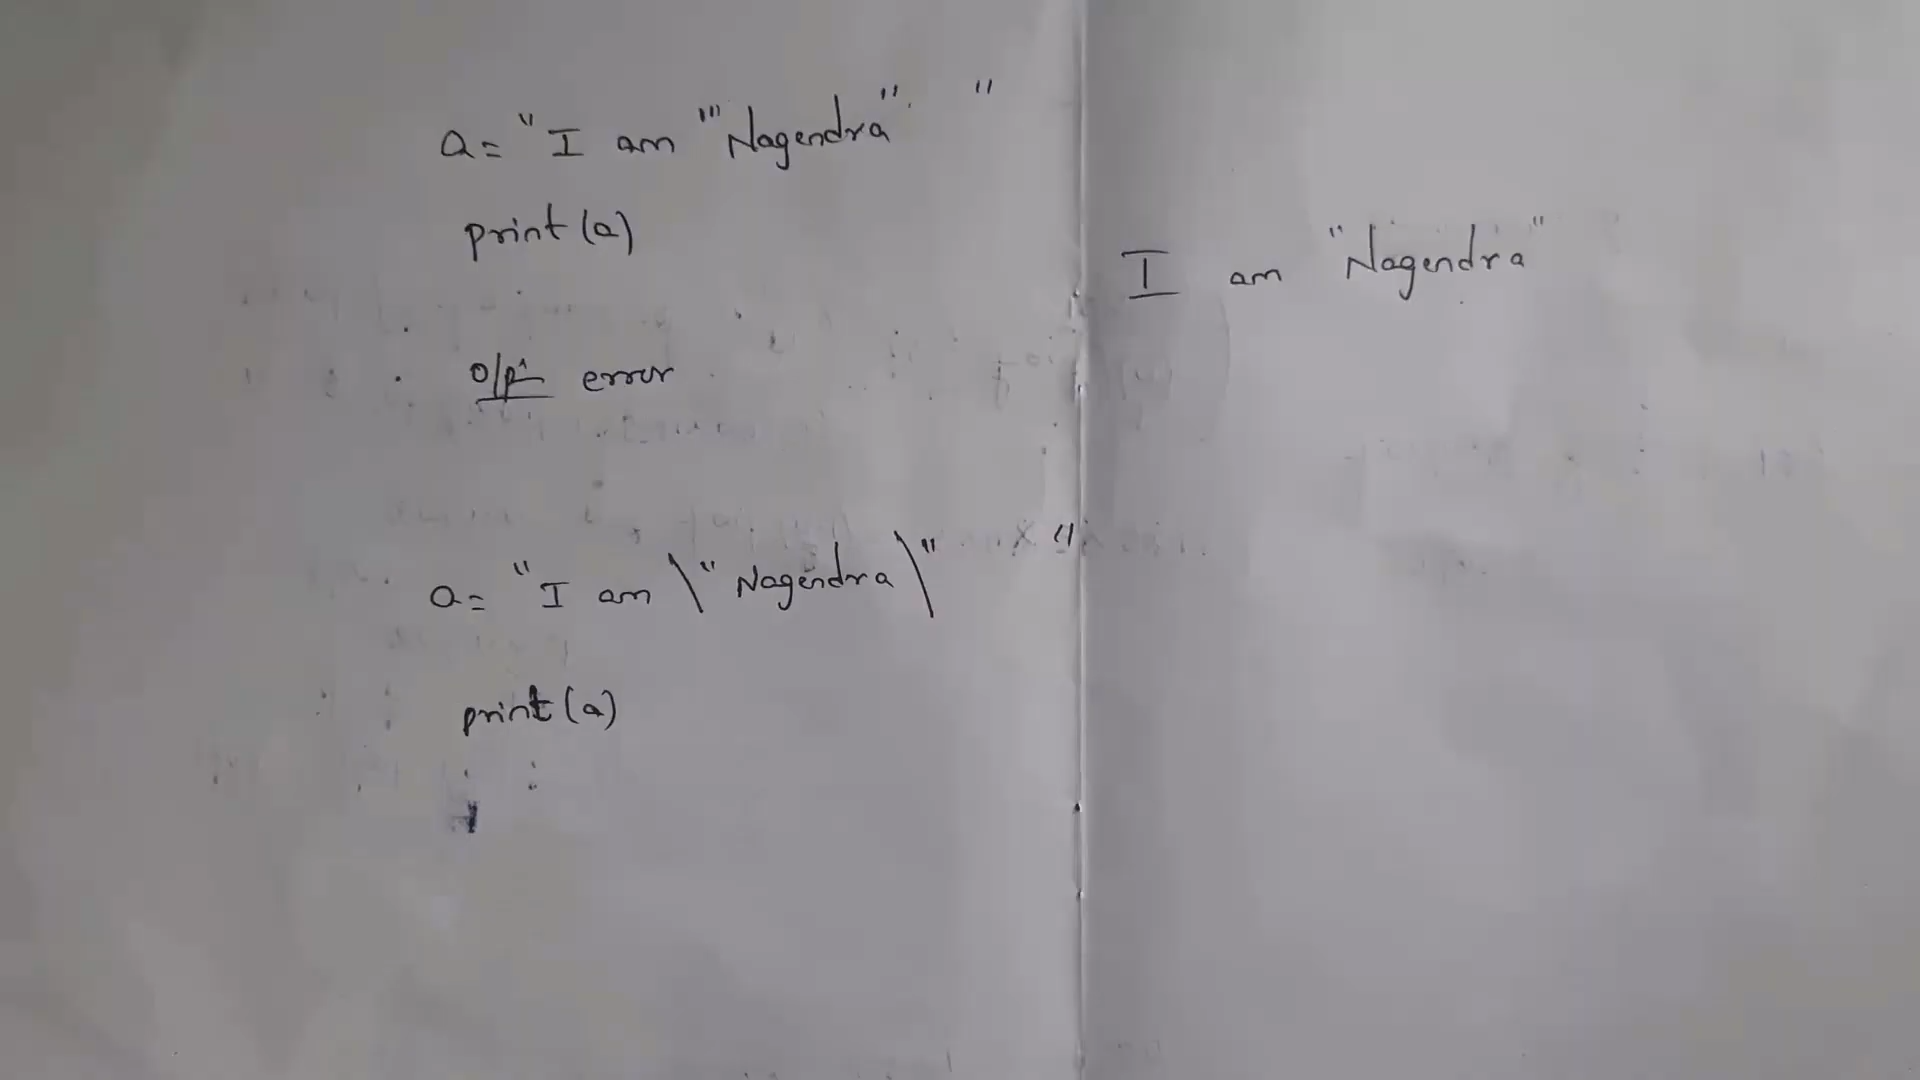 a= "I am "'Nagendra" "
print(a)
o/p error
a= "I am \"Nagendra\" "
print(a)
I am "Nagendra"